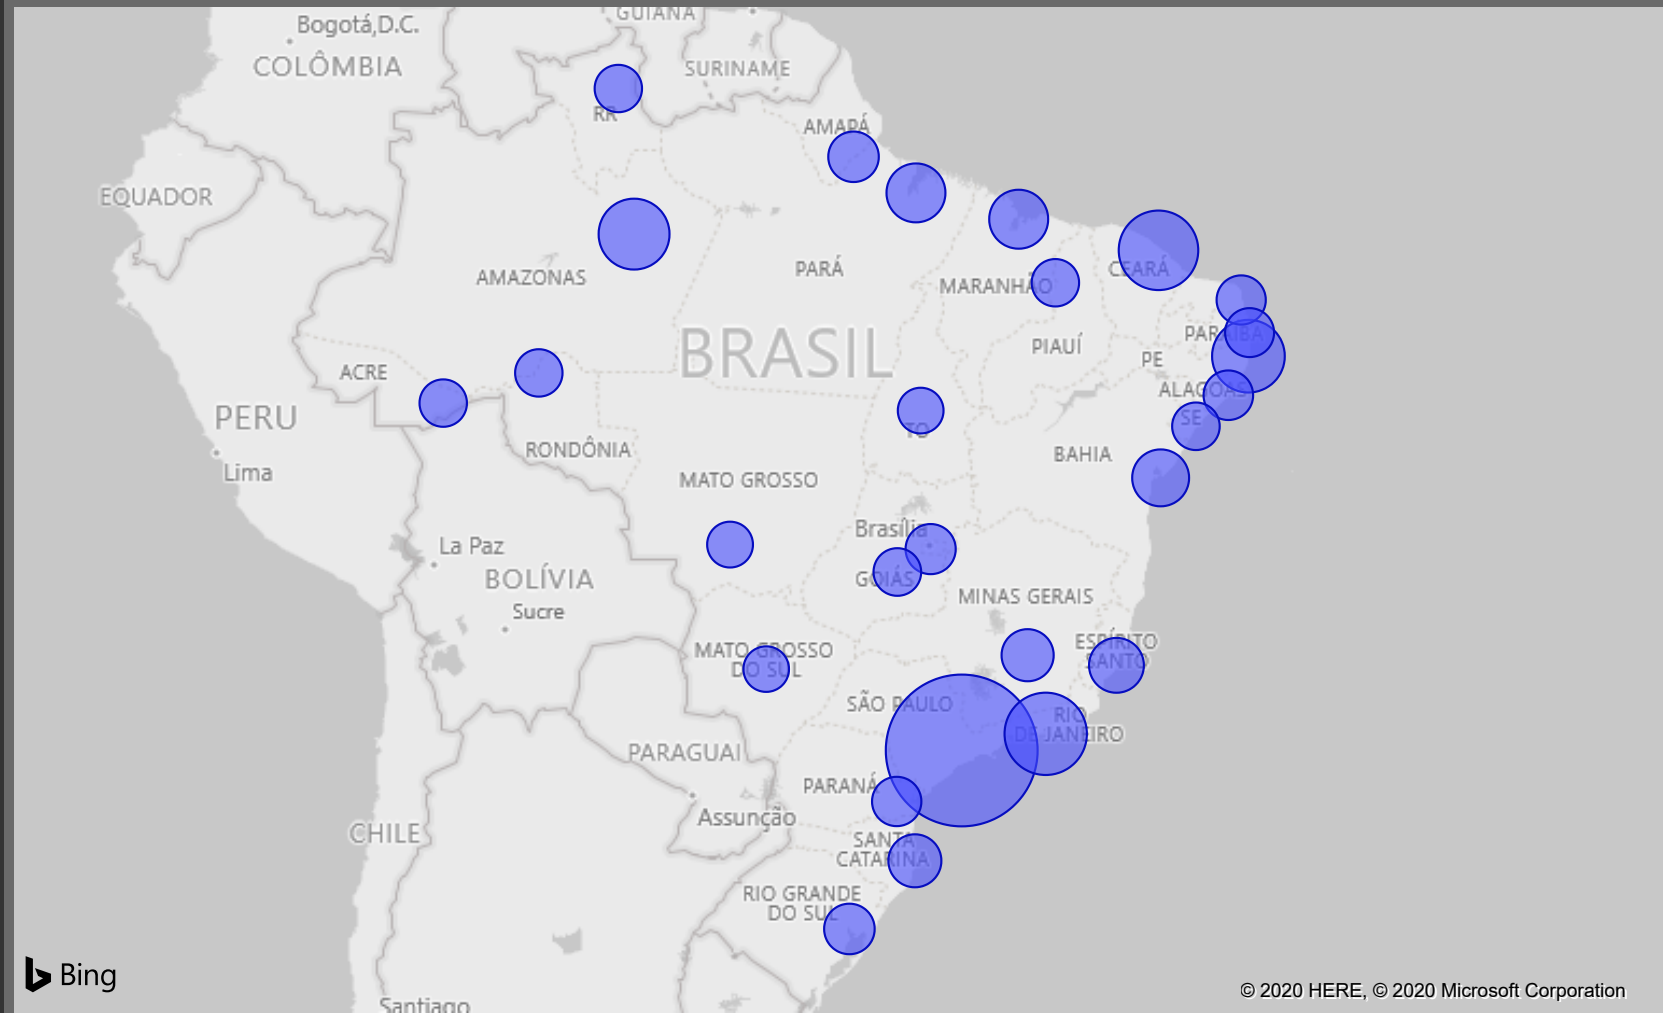 GUIANA
Bogotá,D.C.
COLÔMBIA
SURINAME
RR
AMAPÁ
EQUADOR
AMAZONAS
PARÁ
MARANHÃO
CEARÁ
BRASIL
PARAÍBA
PIAUÍ
PE
ACRE
ALAGOAS
PERU
SE
TO
RONDÔNIA
BAHIA
Lima
MATO GROSSO
Brasília
La Paz
BOLÍVIA
GOIÁS
Sucre
MINAS GERAIS
ESPÍRITO
SANTO
MATO GROSSO
DO SUL
SÃO PAULO
RIO
DE JANEIRO
PARAGUAI
PARANÁ
Assunção
CHILE
SANTA
CATARINA
RIO GRANDE
DO SUL
Bing
© 2020 HERE, © 2020 Microsoft Corporation
Santiago